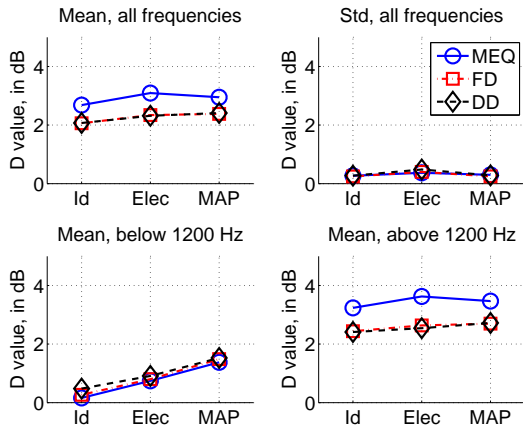 Mean, all frequencies
Std, all frequencies
D value, in dB
4
2
0
Id
Elec
MAP
D value, in dB
4
2
0
Id
Elec
MAP
MEQ
FD
DD
Mean, below 1200 Hz
Mean, above 1200 Hz
D value, in dB
4
2
0
Id
Elec
MAP
D value, in dB
4
2
0
Id
Elec
MAP